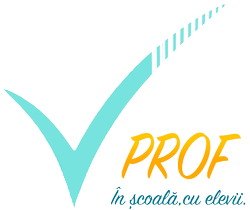 PROF
În școală, cu elevii.